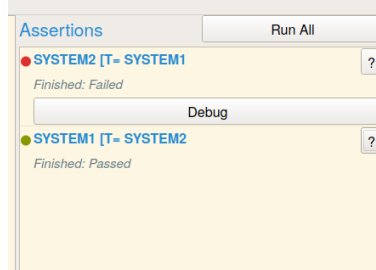 Assertions
Run All
SYSTEM2 [T= SYSTEM1
?
Finished: Failed
Debug
SYSTEM1 [T= SYSTEM2
?
Finished: Passed